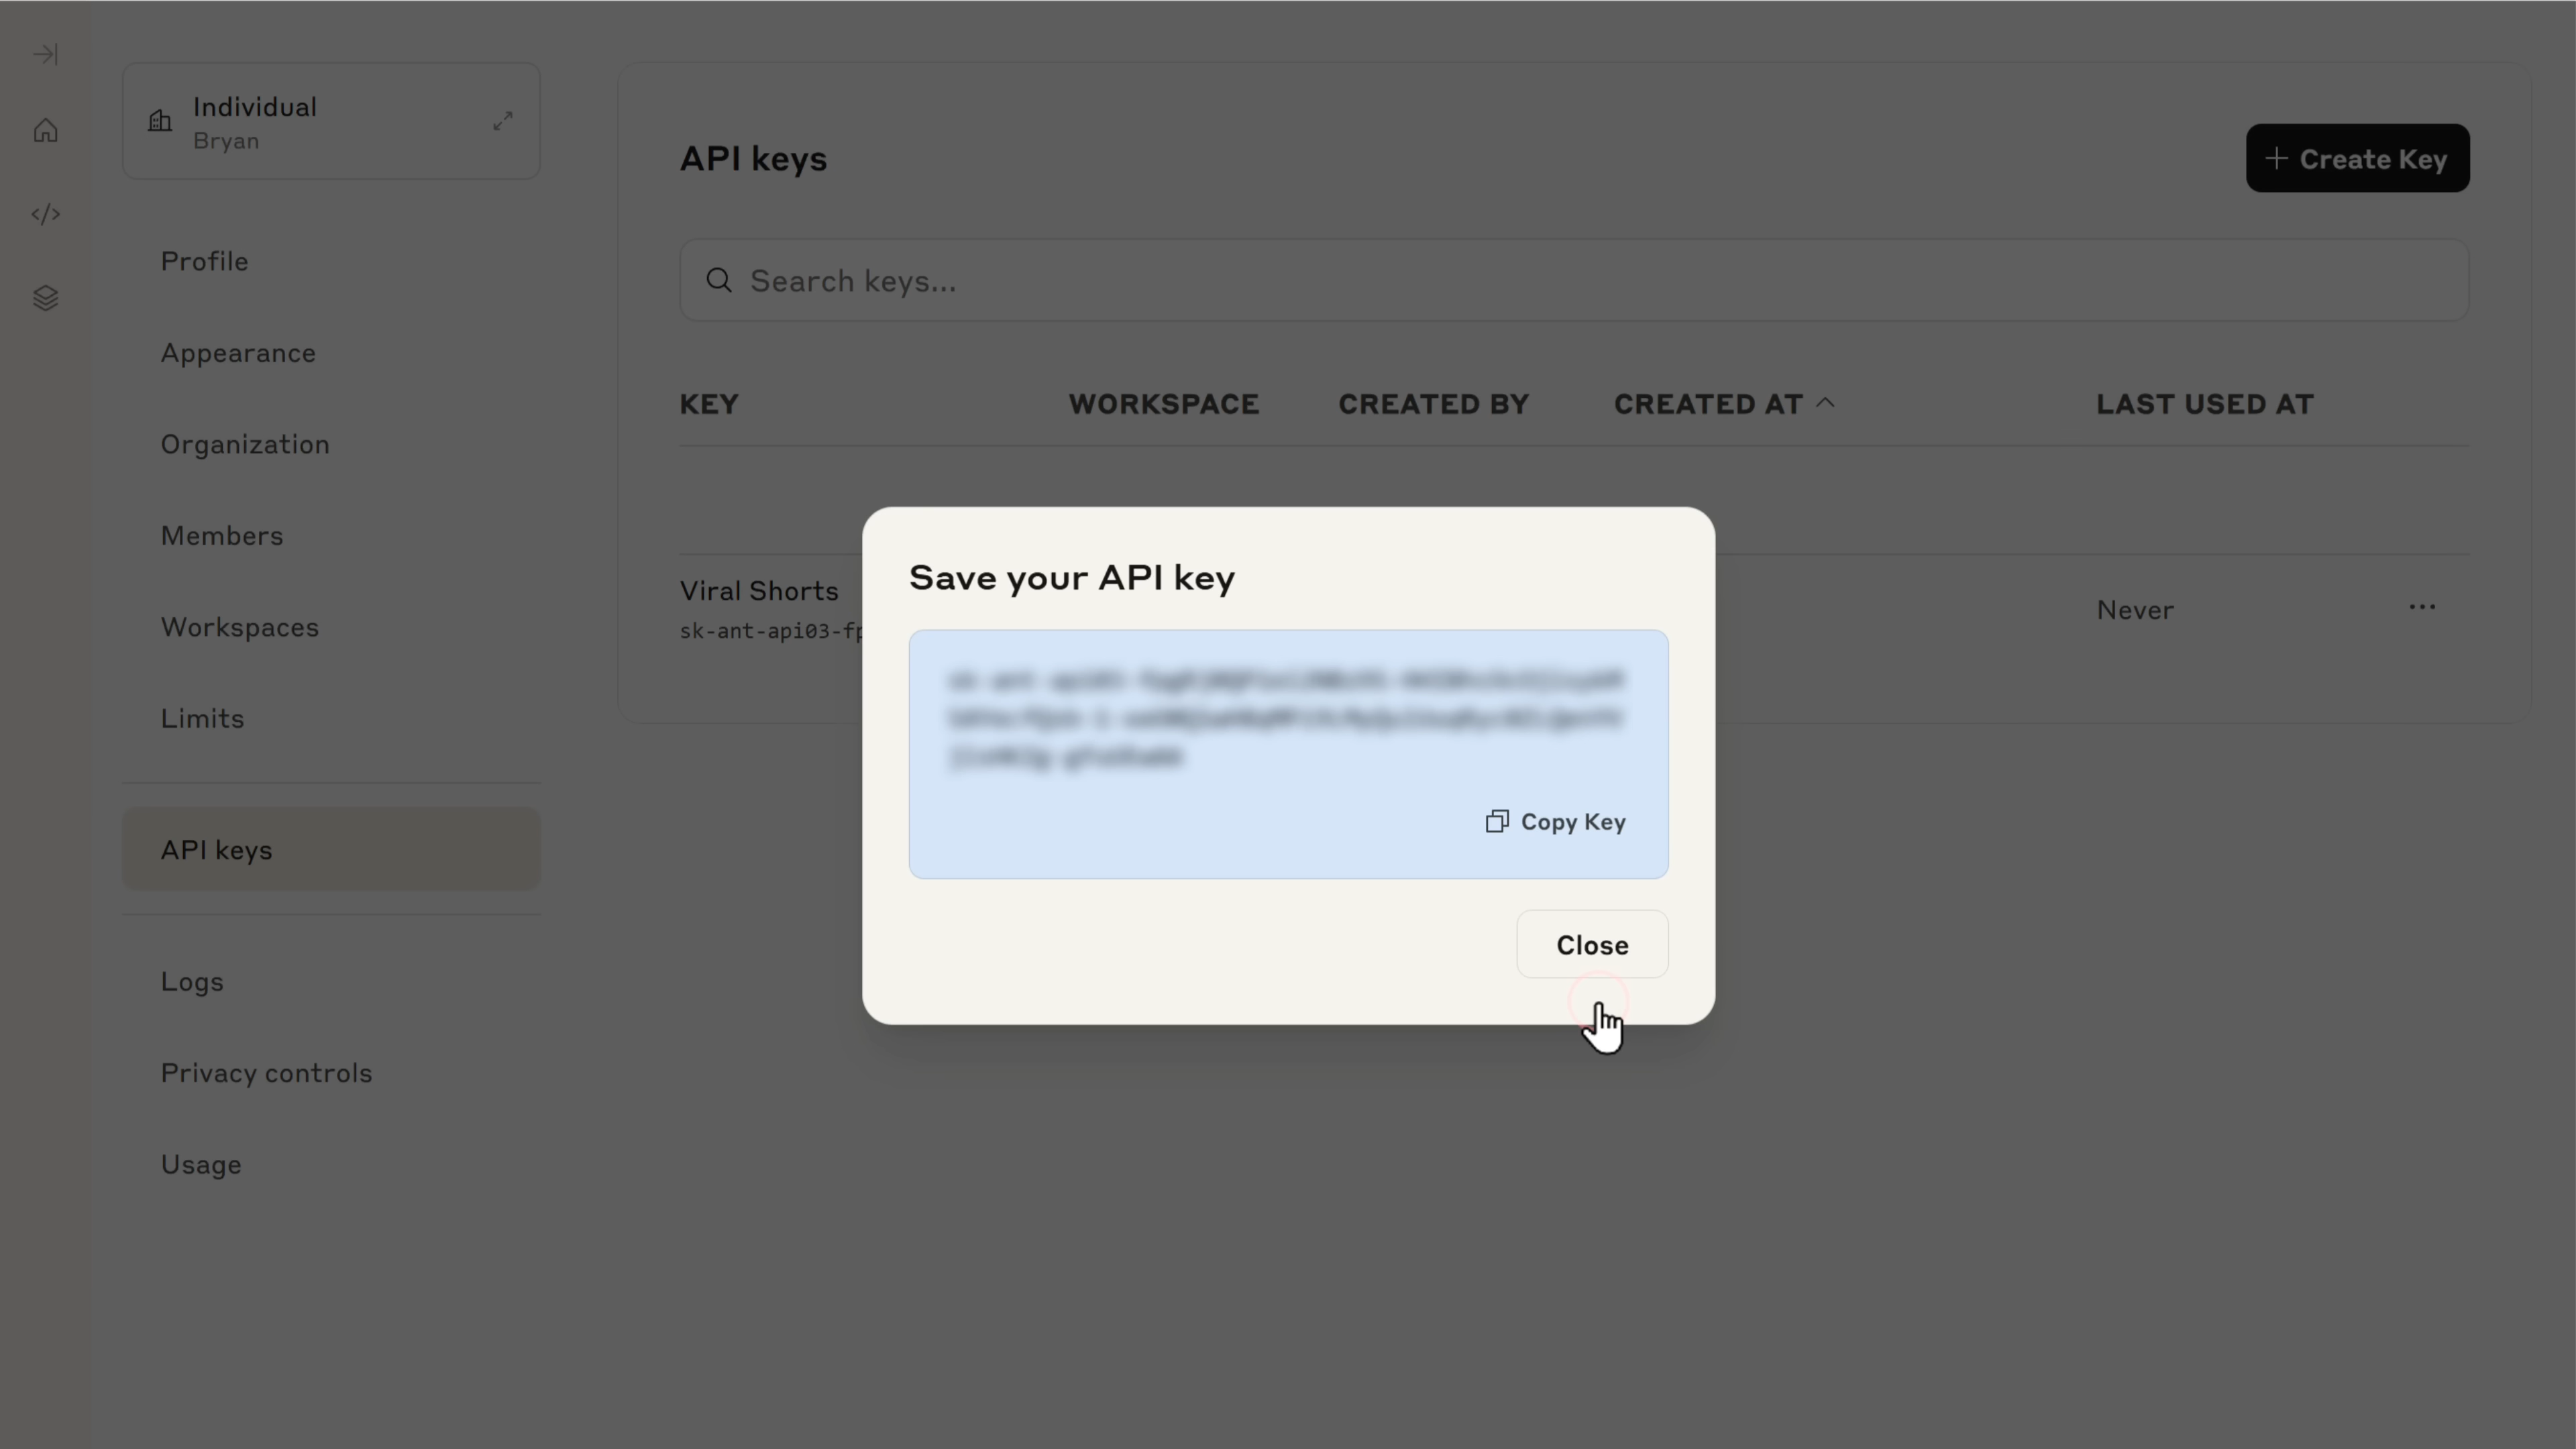 Individual
Bryan
Profile
Appearance
Organization
Members
Workspaces
Limits
API keys
Logs
Privacy controls
Usage
API keys
Create Key
Search keys...
KEY WORKSPACE CREATED BY CREATED AT LAST USED AT
Viral Shorts
Never
sk-ant-api03-fp
Save your API key
Copy Key
Close